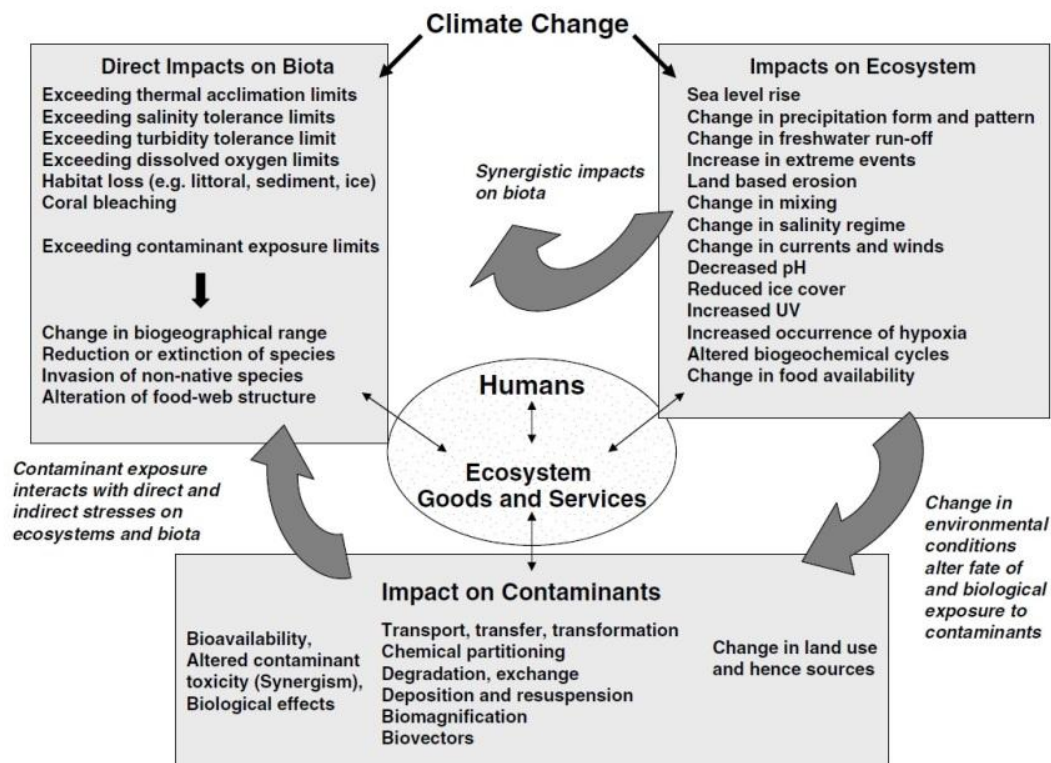 Climate Change
Direct Impacts on Biota
Exceeding thermal acclimation limits
Exceeding salinity tolerance limits
Exceeding turbidity tolerance limit
Exceeding dissolved oxygen limits
Habitat loss (e.g. littoral, sediment, ice)
Coral bleaching
Exceeding contaminant exposure limits
Change in biogeographical range
Reduction or extinction of species
Invasion of non-native species
Alteration of food-web structure
Synergistic impacts
on biota
Impacts on Ecosystem
Sea level rise
Change in precipitation form and pattern
Change in freshwater run-off
Increase in extreme events
Land based erosion
Change in mixing
Change in salinity regime
Change in currents and winds
Decreased pH
Reduced ice cover
Increased UV
Increased occurrence of hypoxia
Altered biogeochemical cycles
Change in food availability
Humans
Ecosystem
Goods and Services
Contaminant exposure
interacts with direct and
indirect stresses on
ecosystems and biota
Change in
environmental
conditions
alter fate of
and biological
exposure to
contaminants
Impact on Contaminants
Bioavailability,
Altered contaminant
toxicity (Synergism),
Biological effects
Transport, transfer, transformation
Chemical partitioning
Degradation, exchange
Deposition and resuspension
Biomagnification
Biovectors
Change in land use
and hence sources